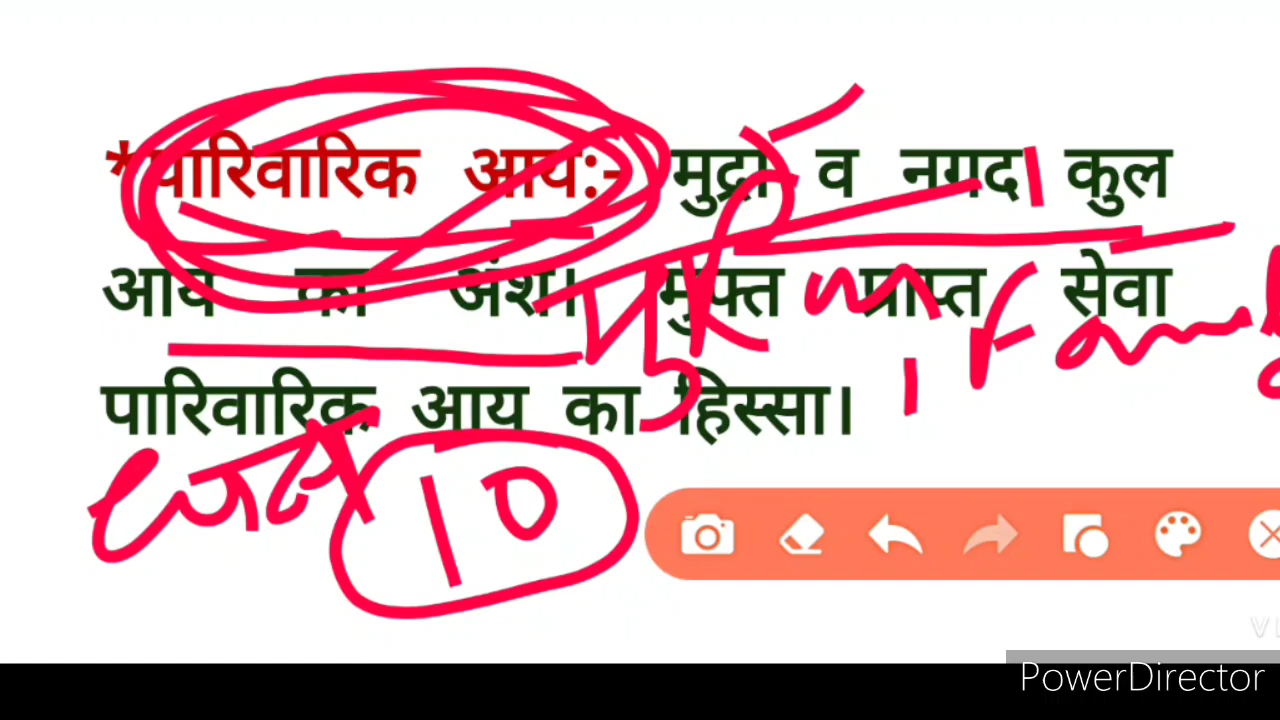 *पारिवारिक आय:- मुद्रा व नगद कुल
आय का अंश। मुफ्त प्राप्त सेवा
पारिवारिक आय का हिस्सा।
10
PowerDirector